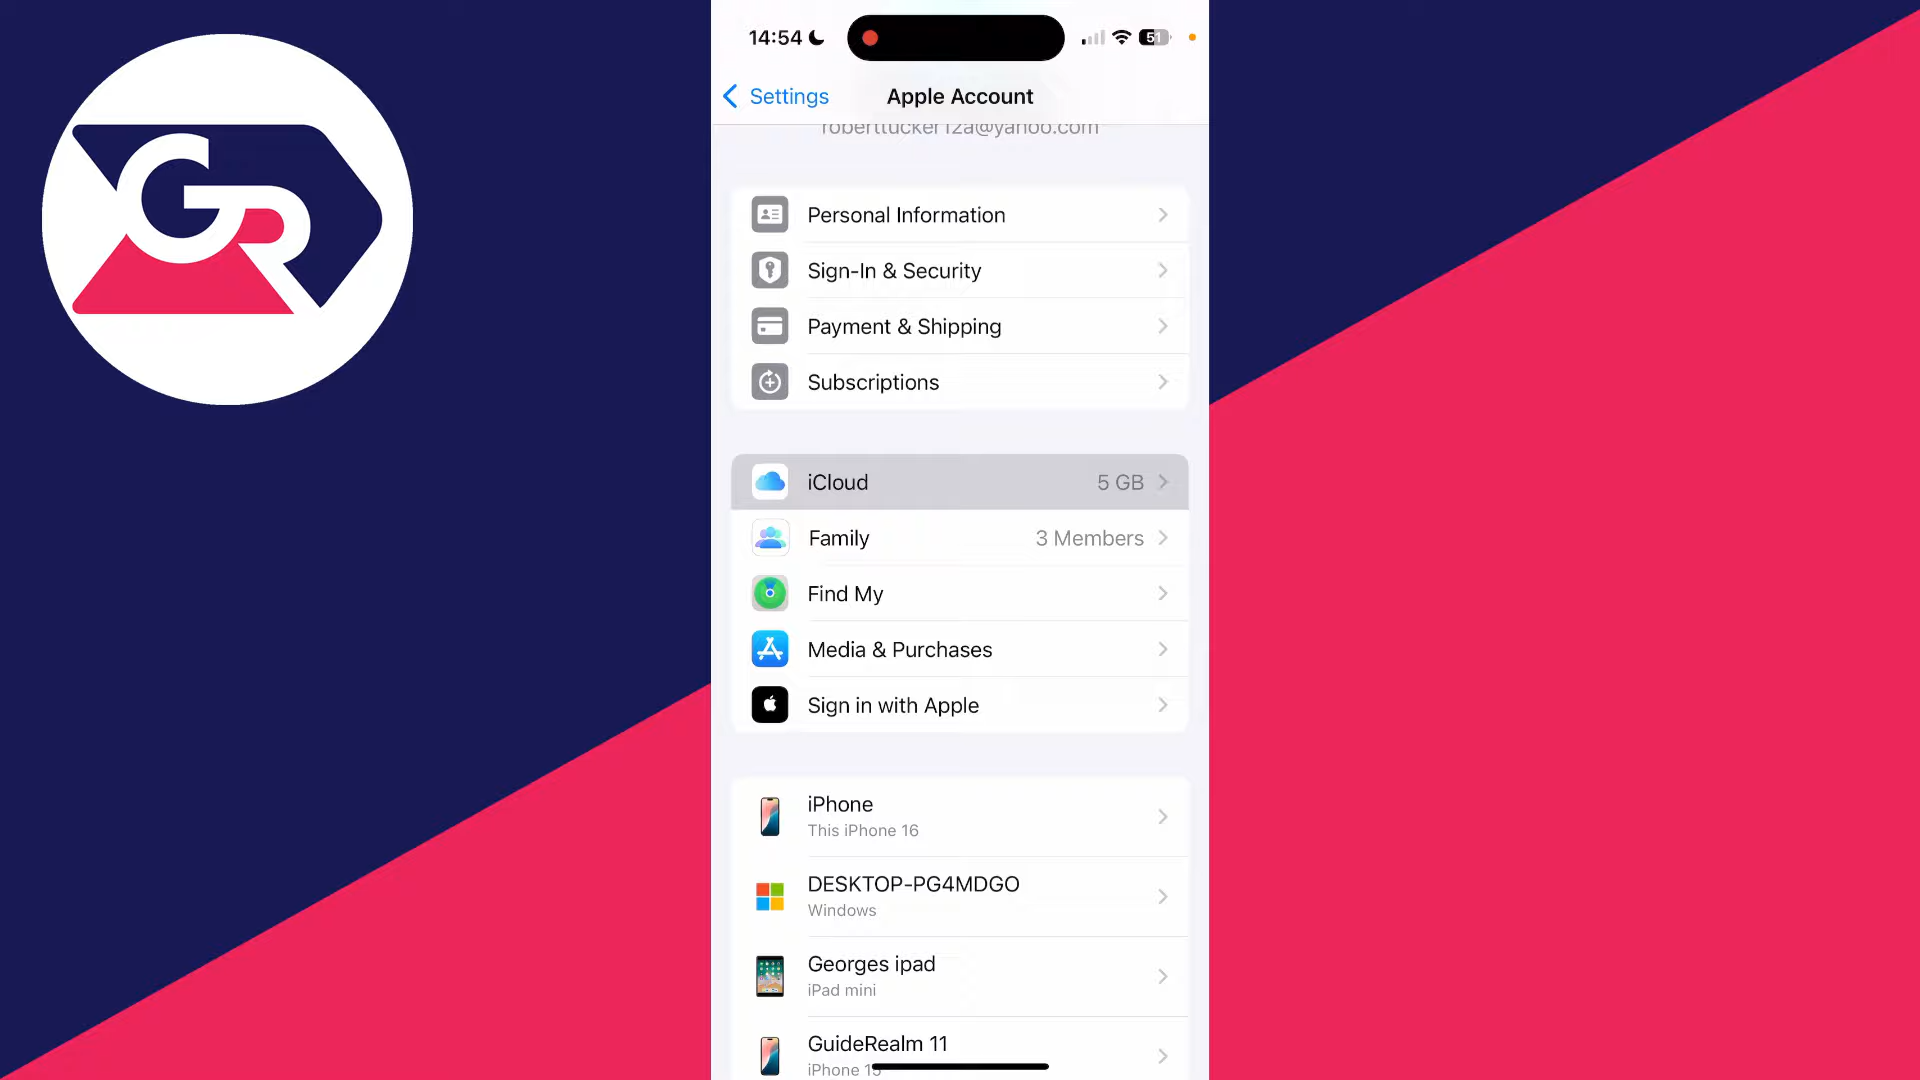 GR
14:54
51
Settings
Apple Account
roberttucker12a@yahoo.com
Personal Information
Sign-In & Security
Payment & Shipping
Subscriptions
iCloud 5 GB
Family 3 Members
Find My
Media & Purchases
Sign in with Apple
iPhone
This iPhone 16
DESKTOP-PG4MDGO
Windows
Georges ipad
iPad mini
GuideRealm 11
iPhone 15